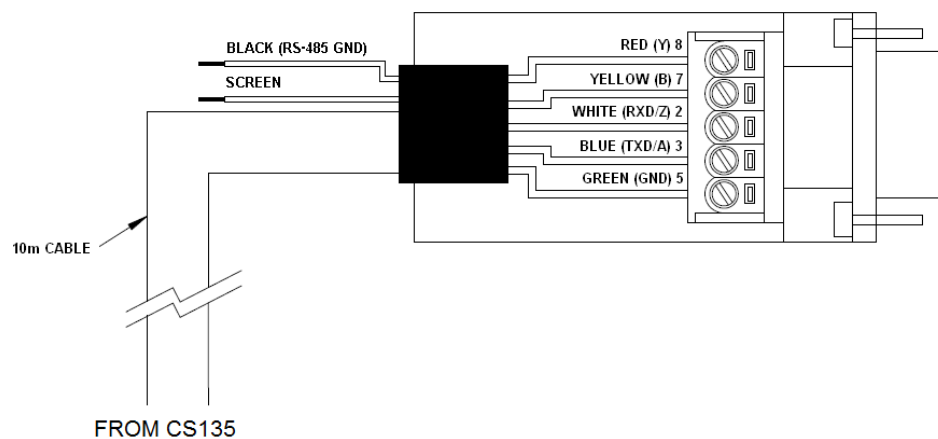 BLACK (RS-485 GND)
SCREEN
RED (Y) 8
YELLOW (B) 7
WHITE (RXD/Z) 2
BLUE (TXD/A) 3
GREEN (GND) 5
10m CABLE
FROM CS135